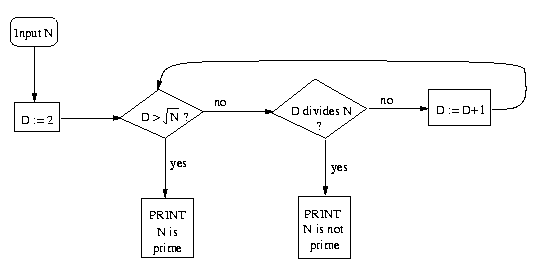 Input N
D := 2
D > √N ?
no
D divides N
?
no
D := D+1
yes
yes
PRINT
N is
prime
PRINT
N is not
prime